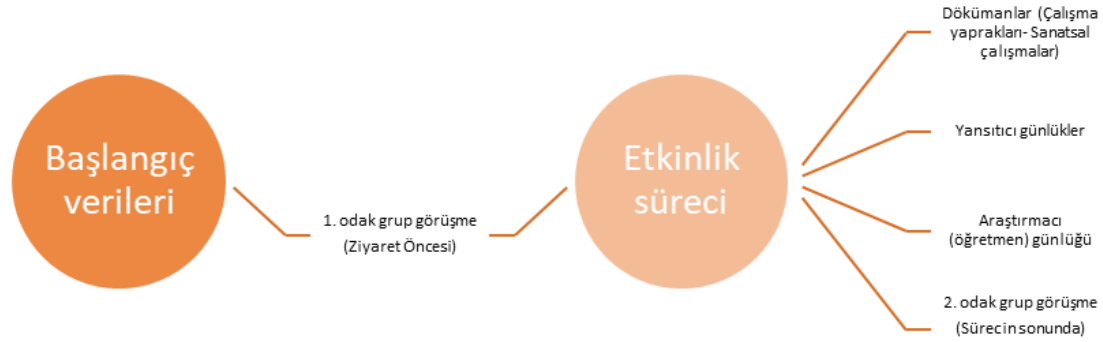 Başlangıç
verileri
1. odak grup görüşme
(Ziyaret Öncesi)
Etkinlik
süreci
Dökümanlar (Çalışma
yaprakları- Sanatsal
çalışmalar)
Yansıtıcı günlükler
Araştırmacı
(öğretmen) günlüğü
2. odak grup görüşme
(Sürecin sonunda)